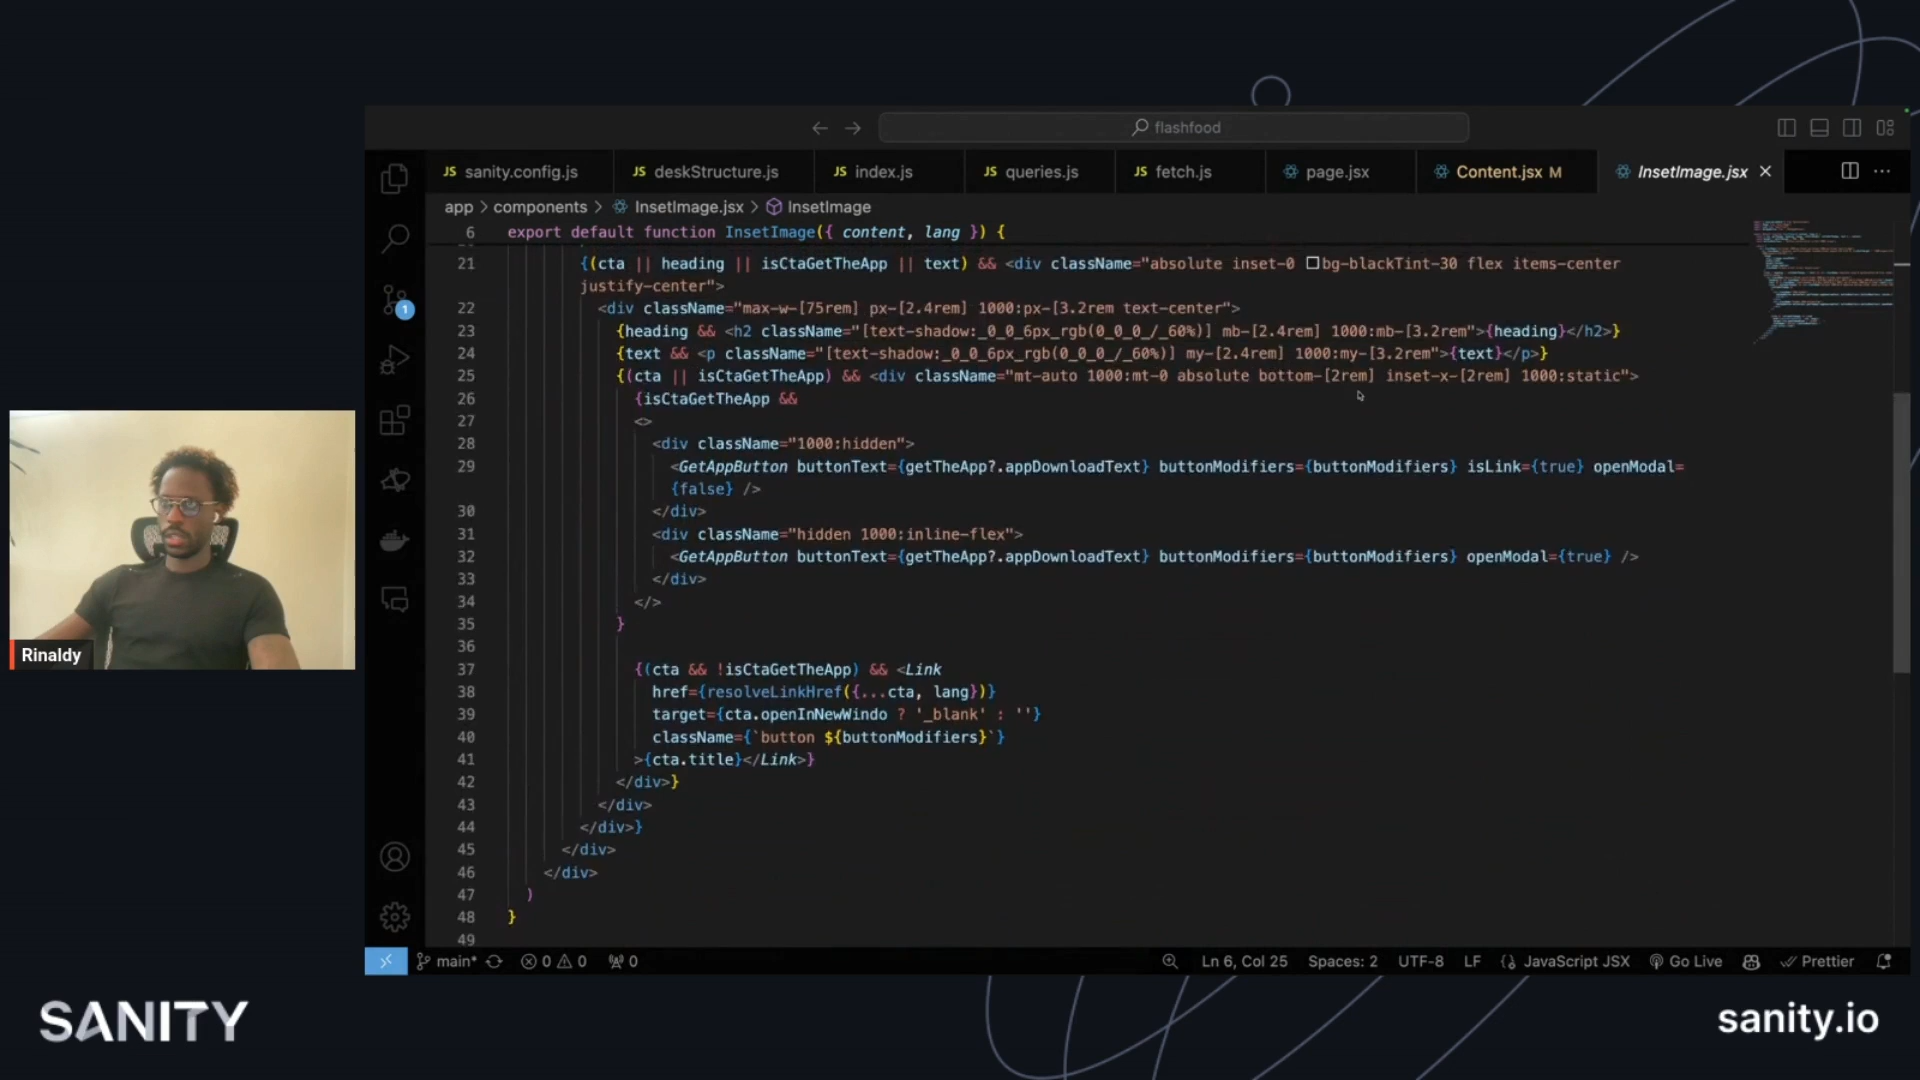 flashfood
JS sanity.config.js
JS deskStructure.js
JS index.js
JS queries.js
JS fetch.js
page.jsx
Content.jsx M
InsetImage.jsx
app > components > InsetImage.jsx > InsetImage
6 export default function InsetImage({ content, lang }) {
21 {(cta || heading || isCtaGetTheApp || text) && <div className="absolute inset-0 bg-blackTint-30 flex items-center
justify-center">
22 <div className="max-w-[75rem] px-[2.4rem] 1000:px-[3.2rem text-center">
23 {heading && <h2 className="[text-shadow:_0_0_6px_rgb(0_0_0_/_60%)] mb-[2.4rem] 1000:mb-[3.2rem">{heading}</h2>}
24 {text && <p className="[text-shadow:_0_0_6px_rgb(0_0_0_/_60%)] my-[2.4rem] 1000:my-[3.2rem">{text}</p>}
25 {(cta || isCtaGetTheApp) && <div className="mt-auto 1000:mt-0 absolute bottom-[2rem] inset-x-[2rem] 1000:static">
26 {isCtaGetTheApp &&
27 <>
28 <div className="1000:hidden">
29 <GetAppButton buttonText={getTheApp?.appDownloadText} buttonModifiers={buttonModifiers} isLink={true} openModal=
{false} />
30 </div>
31 <div className="hidden 1000:inline-flex">
32 <GetAppButton buttonText={getTheApp?.appDownloadText} buttonModifiers={buttonModifiers} openModal={true} />
33 </div>
34 </>
35 }
36
37 {(cta && !isCtaGetTheApp) && <Link
38 href={resolveLinkHref({...cta, lang})}
39 target={cta.openInNewWindo ? '_blank' : ''}
40 className={`button ${buttonModifiers}`}
41 >{cta.title}</Link>}
42 </div>}
43 </div>
44 </div>}
45 </div>
46 </div>
47 )
48 }
49
1
Rinaldy
main*
0 0
0
Ln 6, Col 25
Spaces: 2
UTF-8
LF
JavaScript JSX
Go Live
Prettier
SANITY
sanity.io